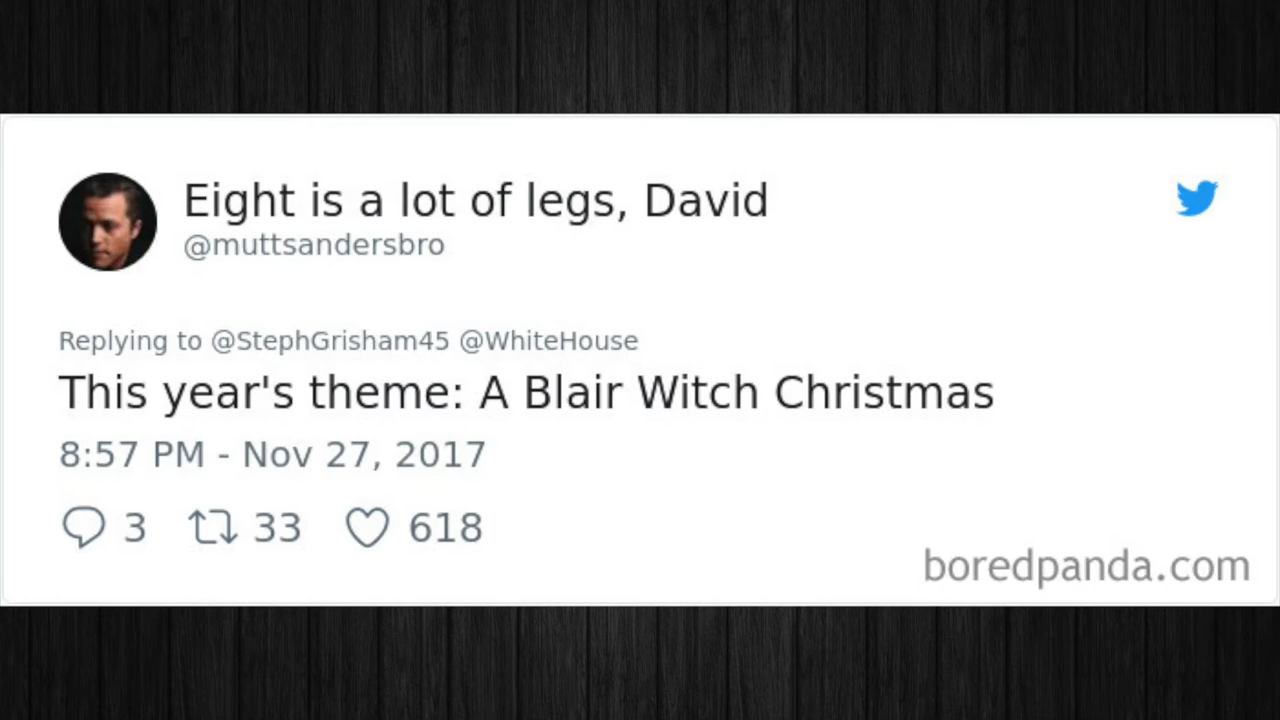 Eight is a lot of legs, David
@muttsandersbro
Replying to @StephGrisham45 @WhiteHouse
This year's theme: A Blair Witch Christmas
8:57 PM - Nov 27, 2017
3 33 618
boredpanda.com